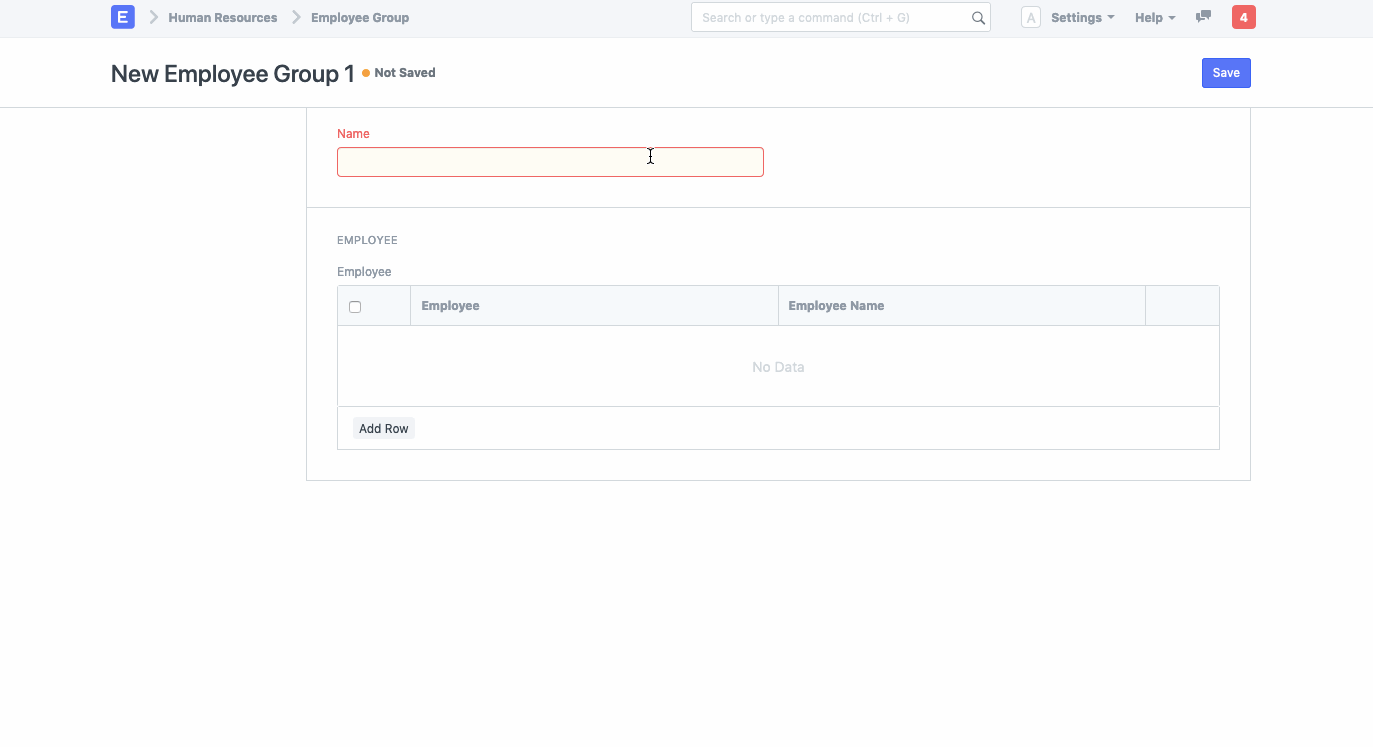 E Human Resources Employee Group Search or type a command (Ctrl + G) A Settings Help 4
New Employee Group 1 Not Saved Save
Name
EMPLOYEE
Employee
Employee Employee Name
No Data
Add Row